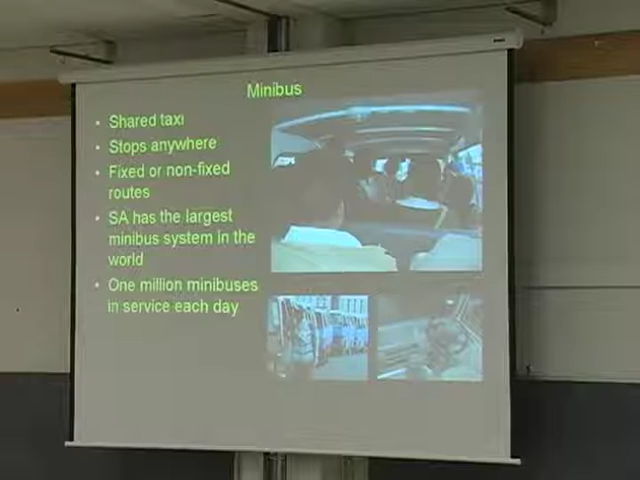 Minibus
• Shared taxi
• Stops anywhere
• Fixed or non-fixed
routes
• SA has the largest
minibus system in the
world
• One million minibuses
in service each day